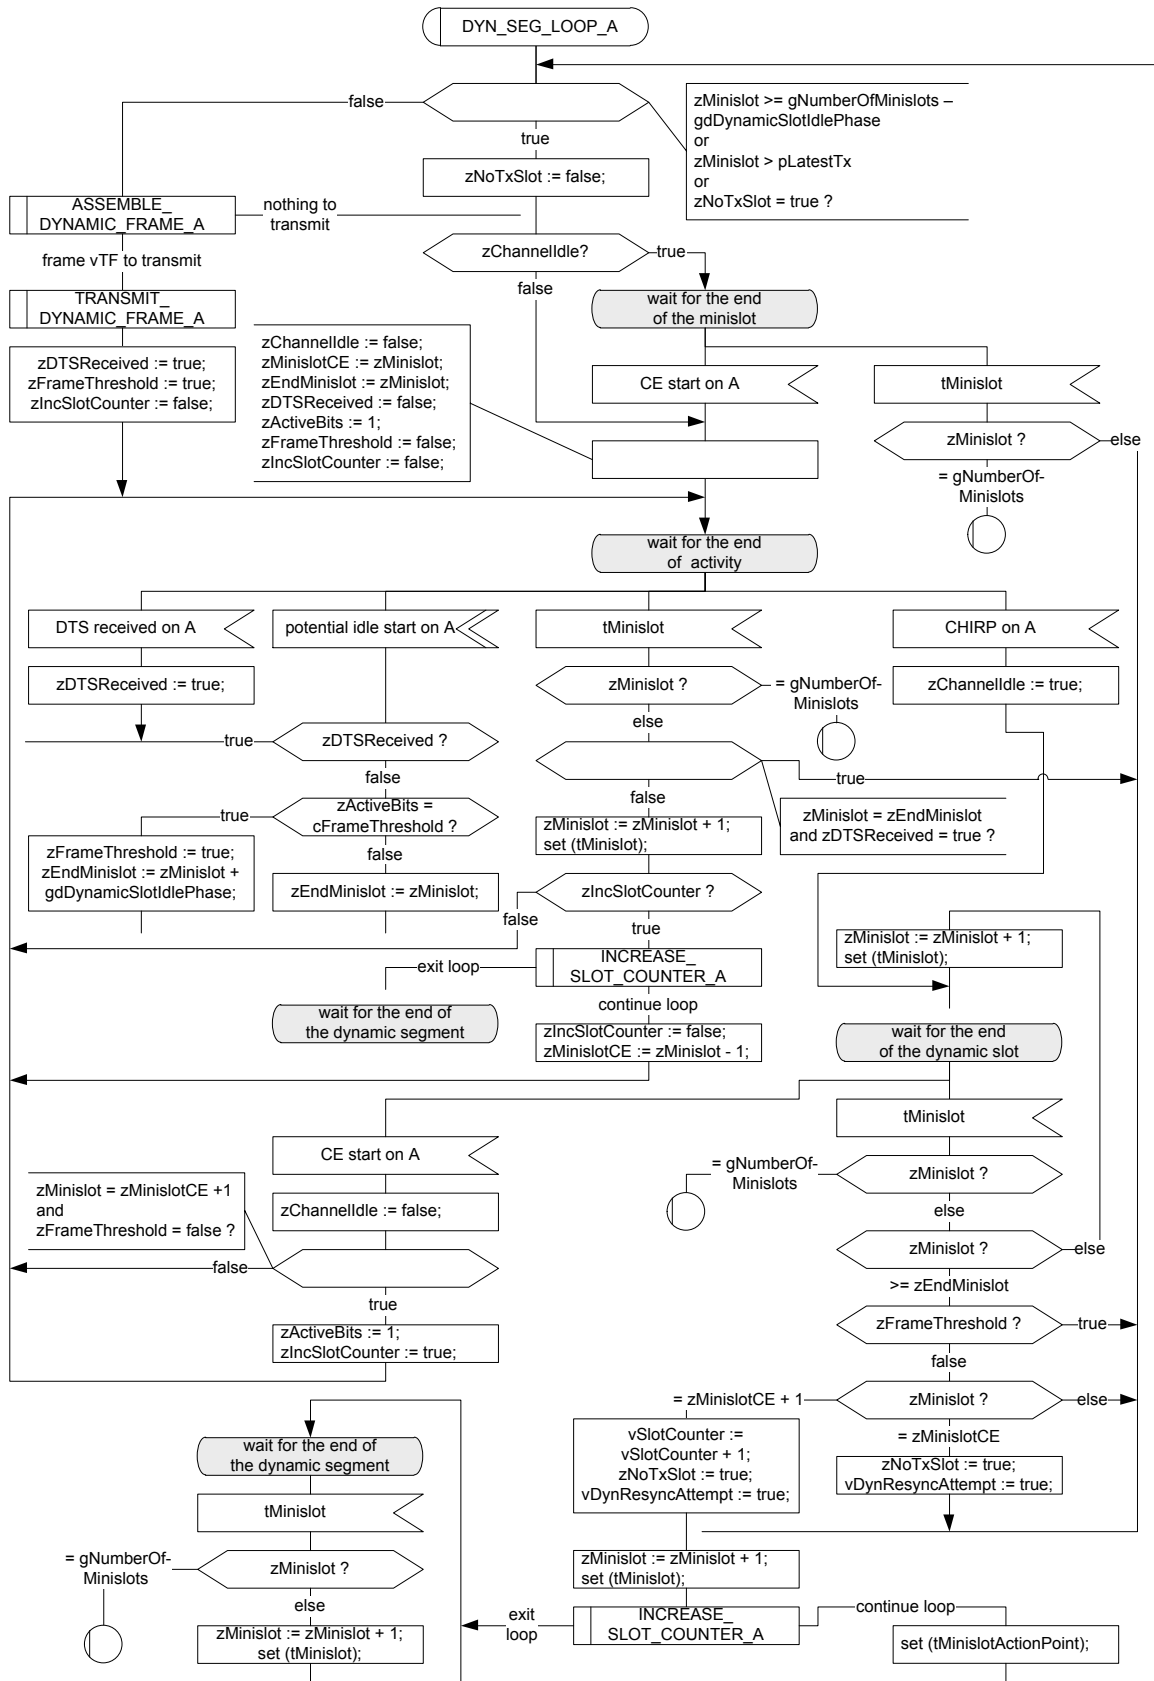 DYN_SEG_LOOP_A
false
zMinislot >= gNumberOfMinislots –
gdDynamicSlotIdlePhase
or
zMinislot > pLatestTx
or
zNoTxSlot = true ?
true
zNoTxSlot := false;
ASSEMBLE_
DYNAMIC_FRAME_A
nothing to
transmit
zChannelIdle?
true
frame vTF to transmit
false
TRANSMIT_
DYNAMIC_FRAME_A
wait for the end
of the minislot
zDTSReceived := true;
zFrameThreshold := true;
zIncSlotCounter := false;
zChannelIdle := false;
zMinislotCE := zMinislot;
zEndMinislot := zMinislot;
zDTSReceived := false;
zActiveBits := 1;
zFrameThreshold := false;
zIncSlotCounter := false;
CE start on A
tMinislot
zMinislot ?
else
= gNumberOf-
Minislots
wait for the end
of  activity
DTS received on A
potential idle start on A
tMinislot
CHIRP on A
zDTSReceived := true;
zMinislot ?
= gNumberOf-
Minislots
zChannelIdle := true;
else
true
zDTSReceived ?
false
true
false
true
zActiveBits =
cFrameThreshold ?
zMinislot = zEndMinislot
and zDTSReceived = true ?
zMinislot := zMinislot + 1;
set (tMinislot);
zFrameThreshold := true;
zEndMinislot := zMinislot +
gdDynamicSlotIdlePhase;
false
zEndMinislot := zMinislot;
zIncSlotCounter ?
false
true
zMinislot := zMinislot + 1;
set (tMinislot);
exit loop
INCREASE_
SLOT_COUNTER_A
continue loop
wait for the end of
the dynamic segment
zIncSlotCounter := false;
zMinislotCE := zMinislot - 1;
wait for the end
of the dynamic slot
tMinislot
CE start on A
= gNumberOf-
Minislots
zMinislot ?
zMinislot = zMinislotCE +1
and
zFrameThreshold = false ?
zChannelIdle := false;
else
zMinislot ?
else
false
>= zEndMinislot
true
zFrameThreshold ?
true
zActiveBits := 1;
zIncSlotCounter := true;
false
= zMinislotCE + 1
zMinislot ?
else
= zMinislotCE
vSlotCounter :=
vSlotCounter + 1;
zNoTxSlot := true;
vDynResyncAttempt := true;
zNoTxSlot := true;
vDynResyncAttempt := true;
wait for the end of
the dynamic segment
tMinislot
= gNumberOf-
Minislots
zMinislot ?
zMinislot := zMinislot + 1;
set (tMinislot);
else
exit
loop
INCREASE_
SLOT_COUNTER_A
continue loop
zMinislot := zMinislot + 1;
set (tMinislot);
set (tMinislotActionPoint);